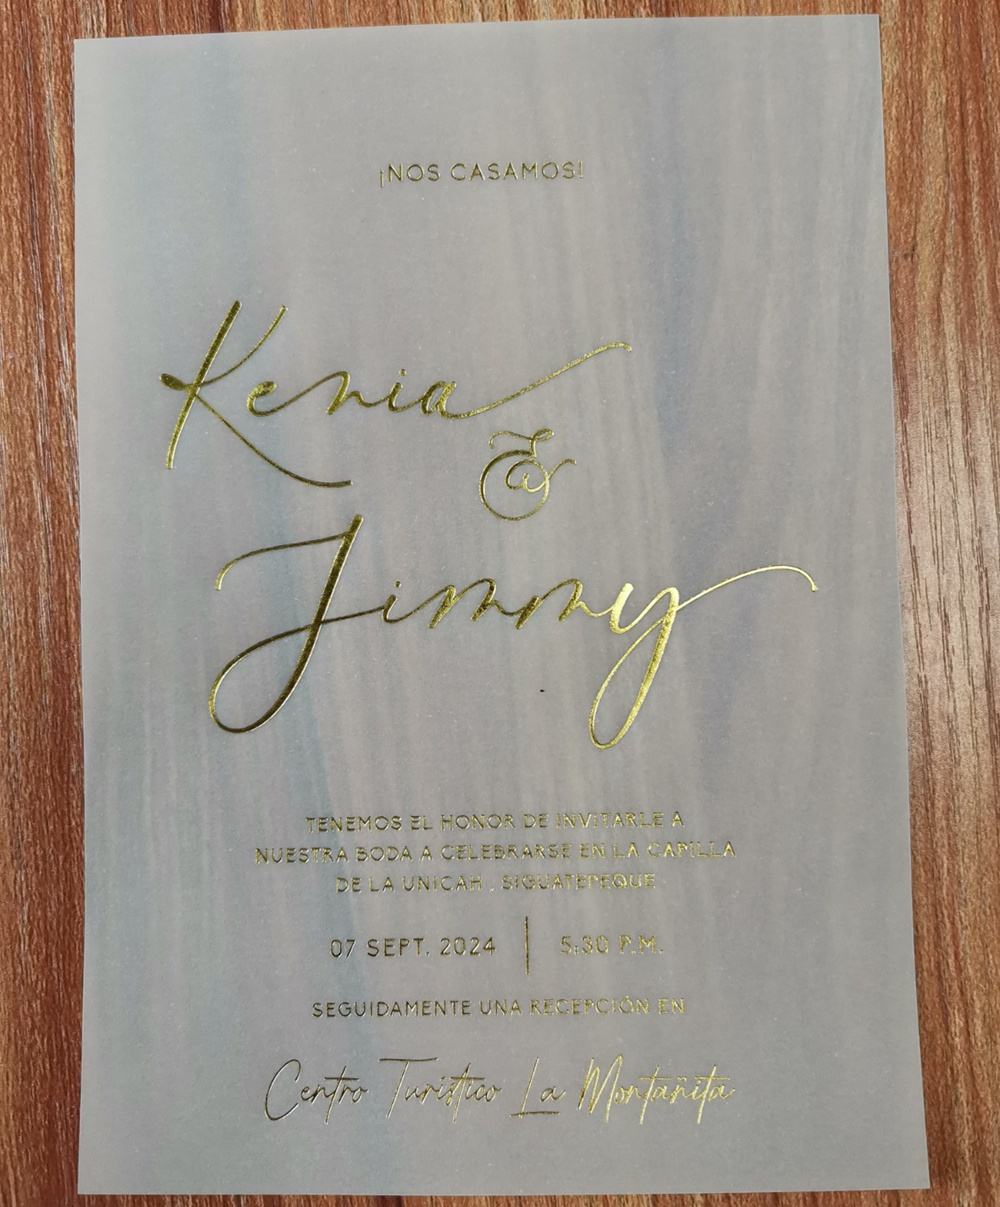 ¡NOS CASAMOS!
Kenia
&
Jimmy
TENEMOS EL HONOR DE INVITARLE A
NUESTRA BODA A CELEBRARSE EN LA CAPILLA
DE LA UNICAH . SIGUATEPEQUE
07 SEPT. 2024 | 5:30 P.M.
SEGUIDAMENTE UNA RECEPCIÓN EN
Centro Turístico La Montañita